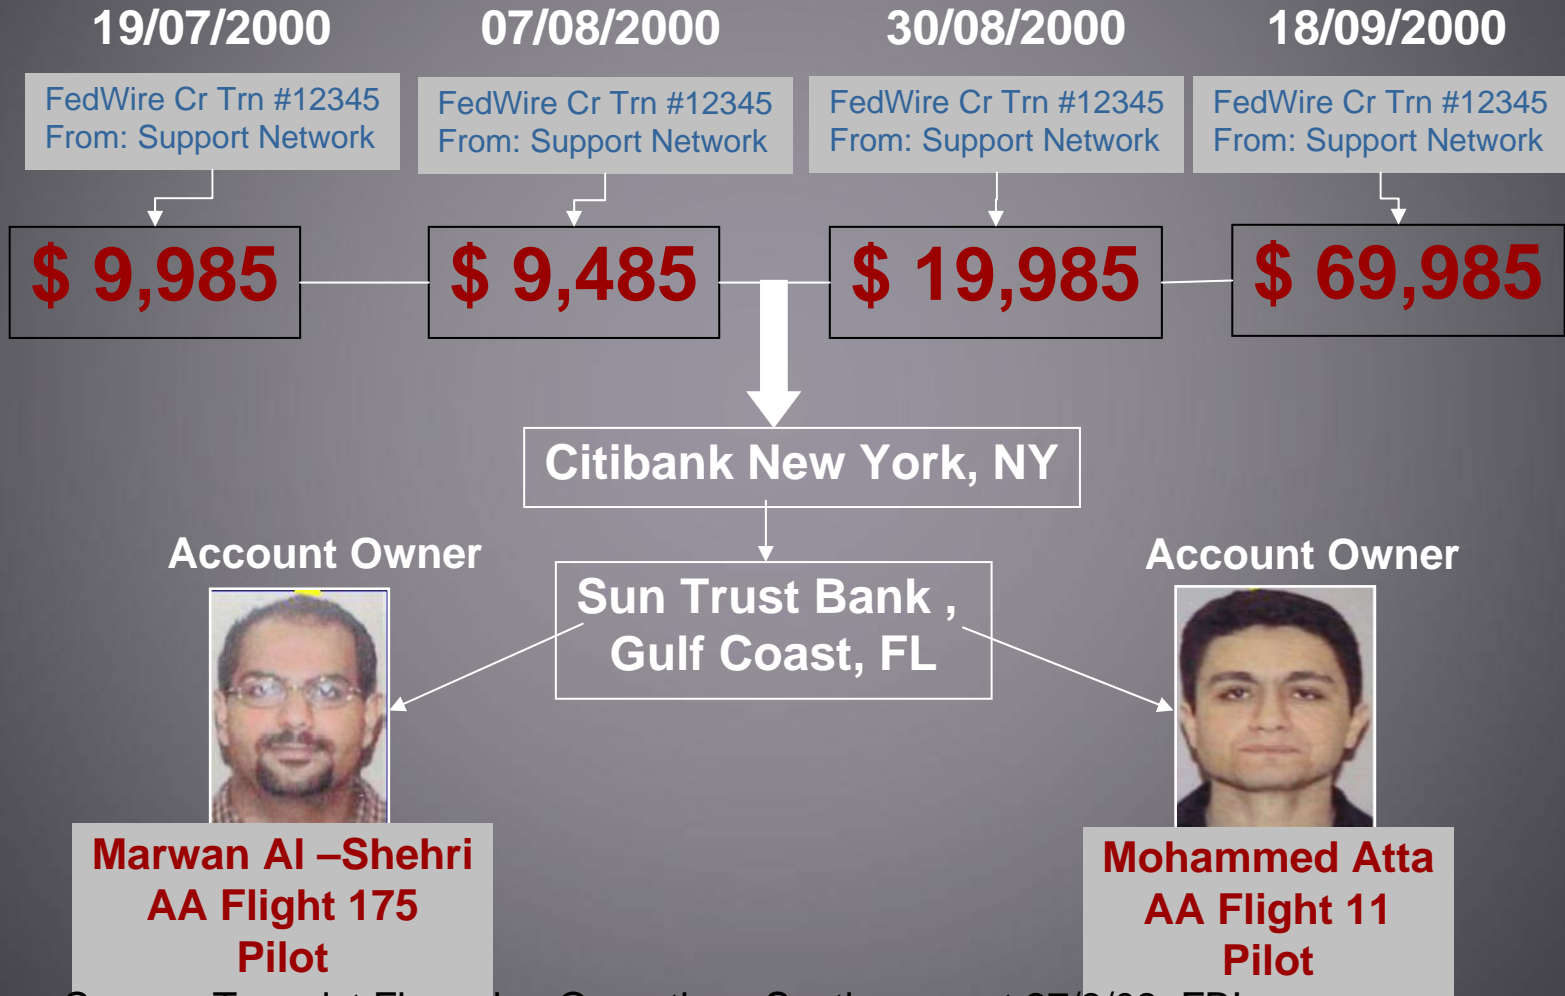 19/07/2000
07/08/2000
30/08/2000
18/09/2000
FedWire Cr Trn #12345
From: Support Network
FedWire Cr Trn #12345
From: Support Network
FedWire Cr Trn #12345
From: Support Network
FedWire Cr Trn #12345
From: Support Network
$ 9,985
$ 9,485
$ 19,985
$ 69,985
Citibank New York, NY
Account Owner
Account Owner
Sun Trust Bank ,
Gulf Coast, FL
Marwan Al –Shehri
AA Flight 175
Pilot
Mohammed Atta
AA Flight 11
Pilot